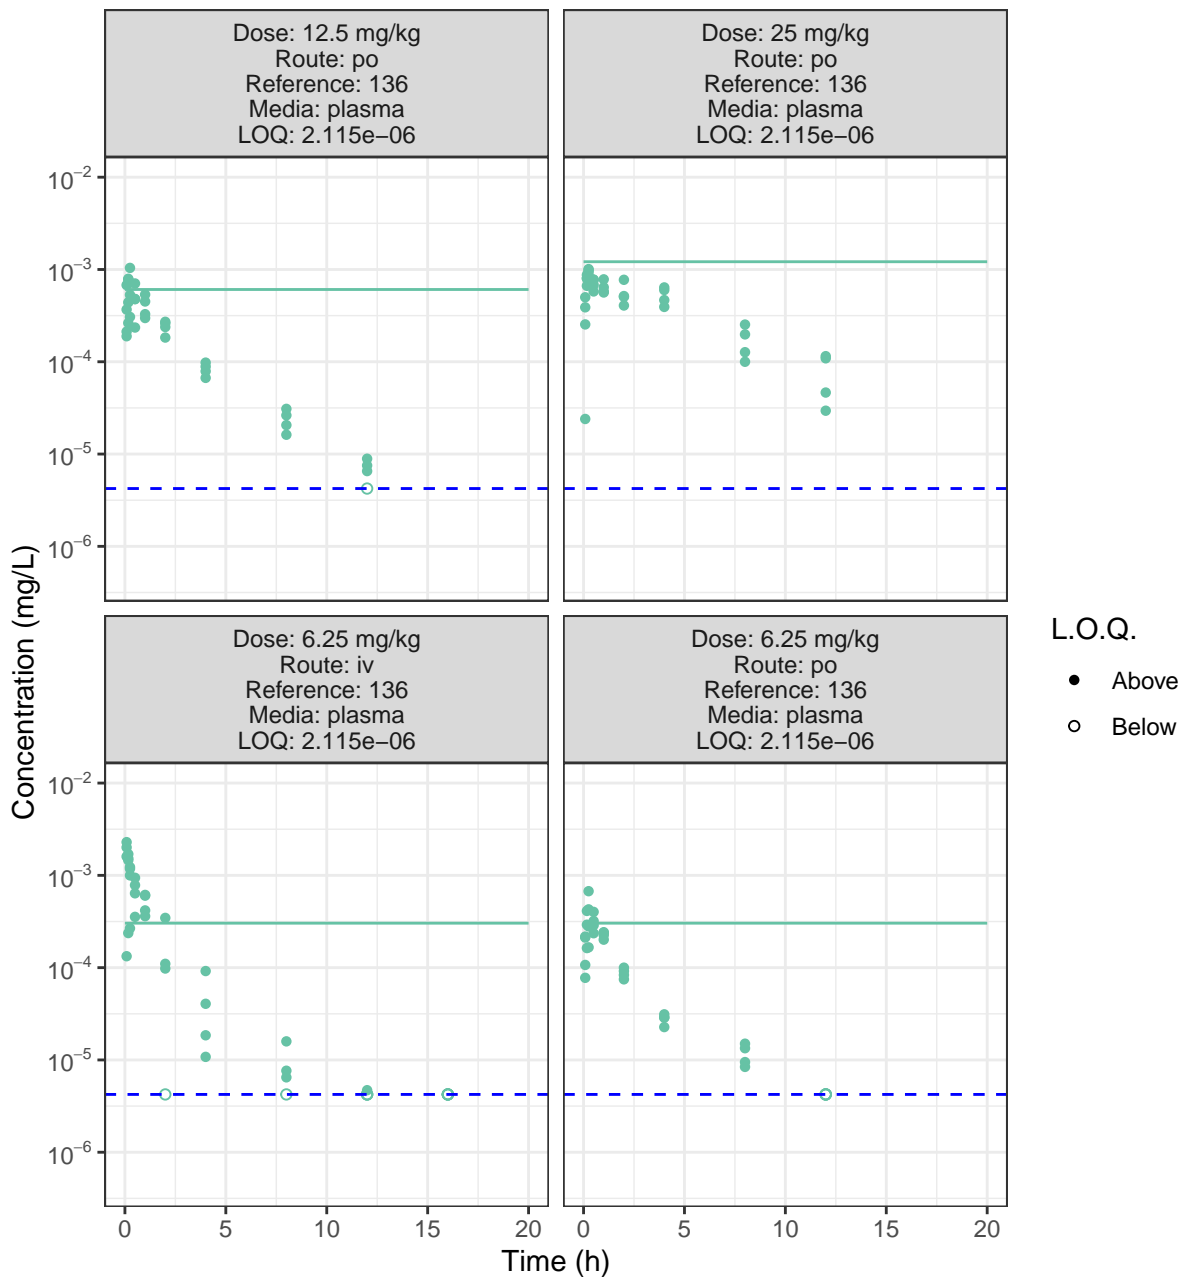 Dose: 12.5 mg/kg
Route: po
Reference: 136
Media: plasma
LOQ: 2.115e−06
Dose: 25 mg/kg
Route: po
Reference: 136
Media: plasma
LOQ: 2.115e−06
10⁻²
10⁻³
10⁻⁴
10⁻⁵
10⁻⁶
Concentration (mg/L)
Dose: 6.25 mg/kg
Route: iv
Reference: 136
Media: plasma
LOQ: 2.115e−06
Dose: 6.25 mg/kg
Route: po
Reference: 136
Media: plasma
LOQ: 2.115e−06
10⁻²
10⁻³
10⁻⁴
10⁻⁵
10⁻⁶
0 5 10 15 20
0 5 10 15 20
Time (h)
L.O.Q.
Above
Below